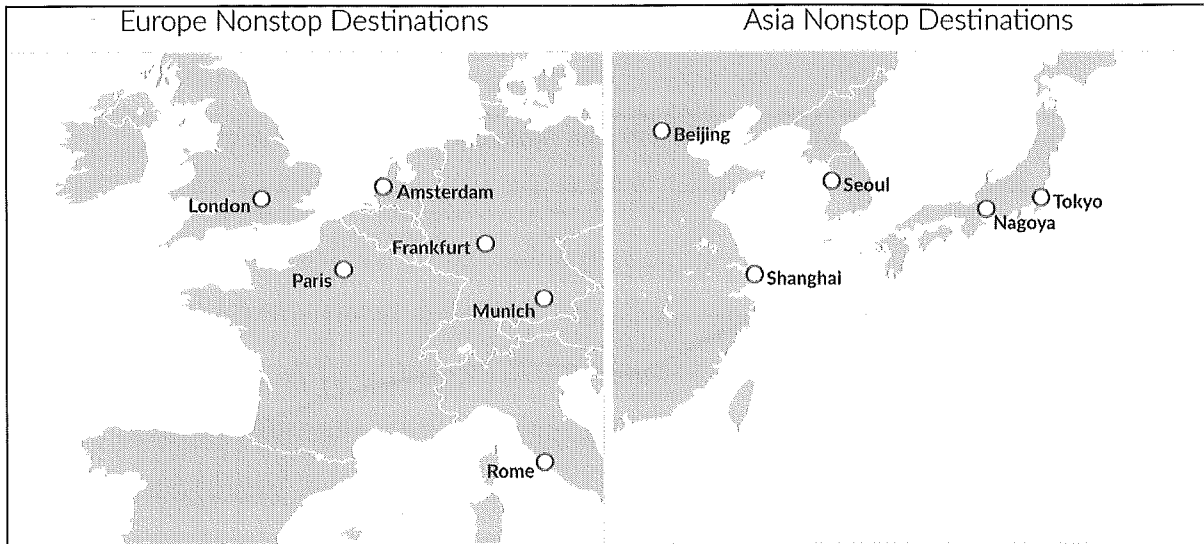 Europe Nonstop Destinations
London
Amsterdam
Frankfurt
Paris
Munich
Rome
Asia Nonstop Destinations
Beijing
Seoul
Tokyo
Nagoya
Shanghai